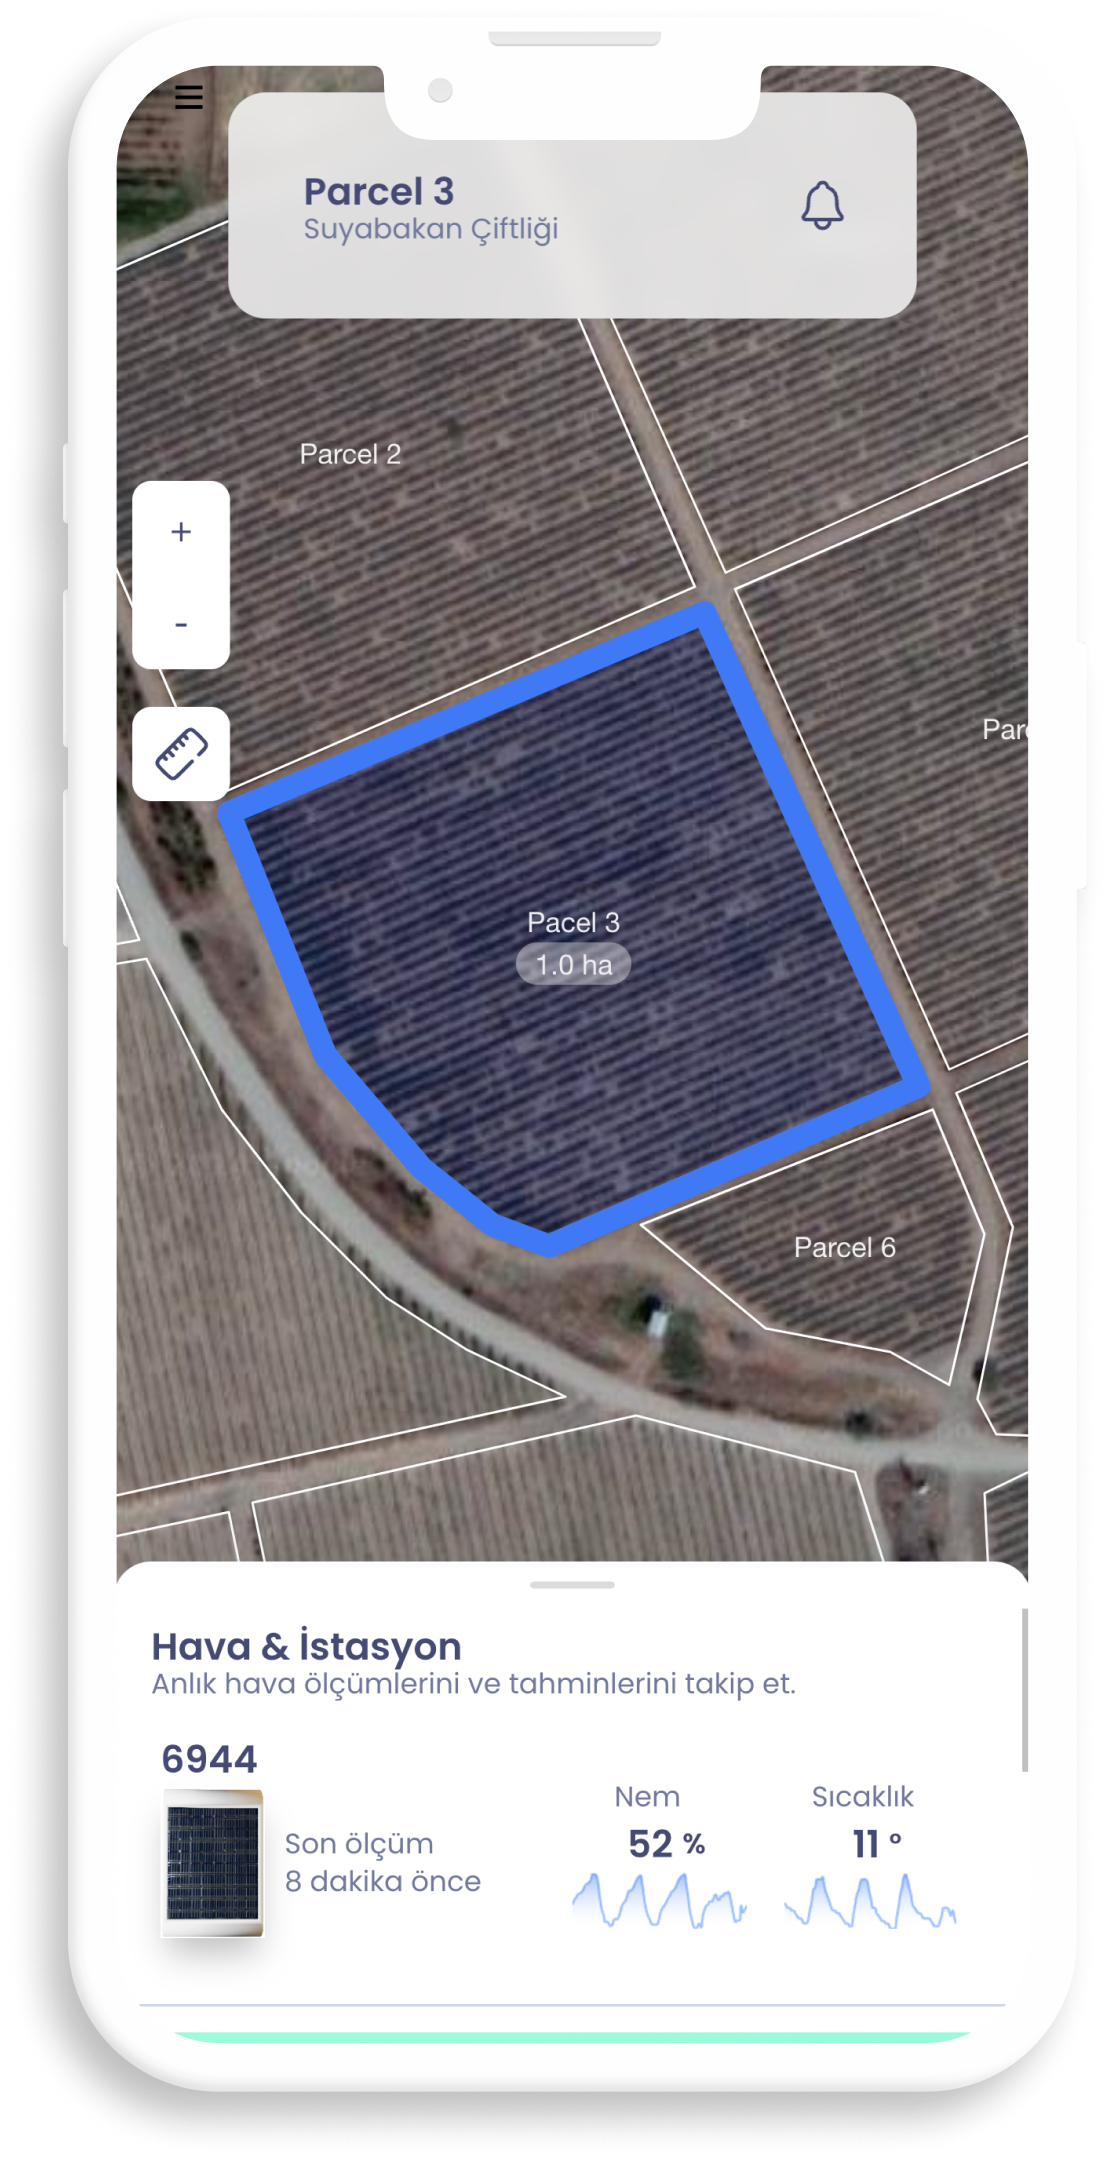 Parcel 3
Suyabakan Çiftliği
Parcel 2
+
-
Pacel 3
1.0 ha
Parcel 6
Hava & İstasyon
Anlık hava ölçümlerini ve tahminlerini takip et.
6944
Son ölçüm
8 dakika önce
Nem
52 %
Sıcaklık
11 °